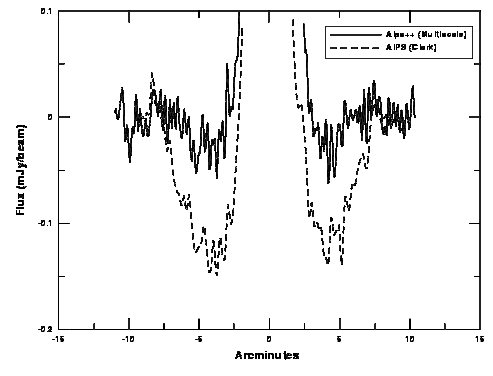 0.1
Aips++ (Multiscale)
AIPS (Clark)
0
Flux (mJy/beam)
-0.1
-0.2
-15 -10 -5 0 5 10 15
Arcminutes